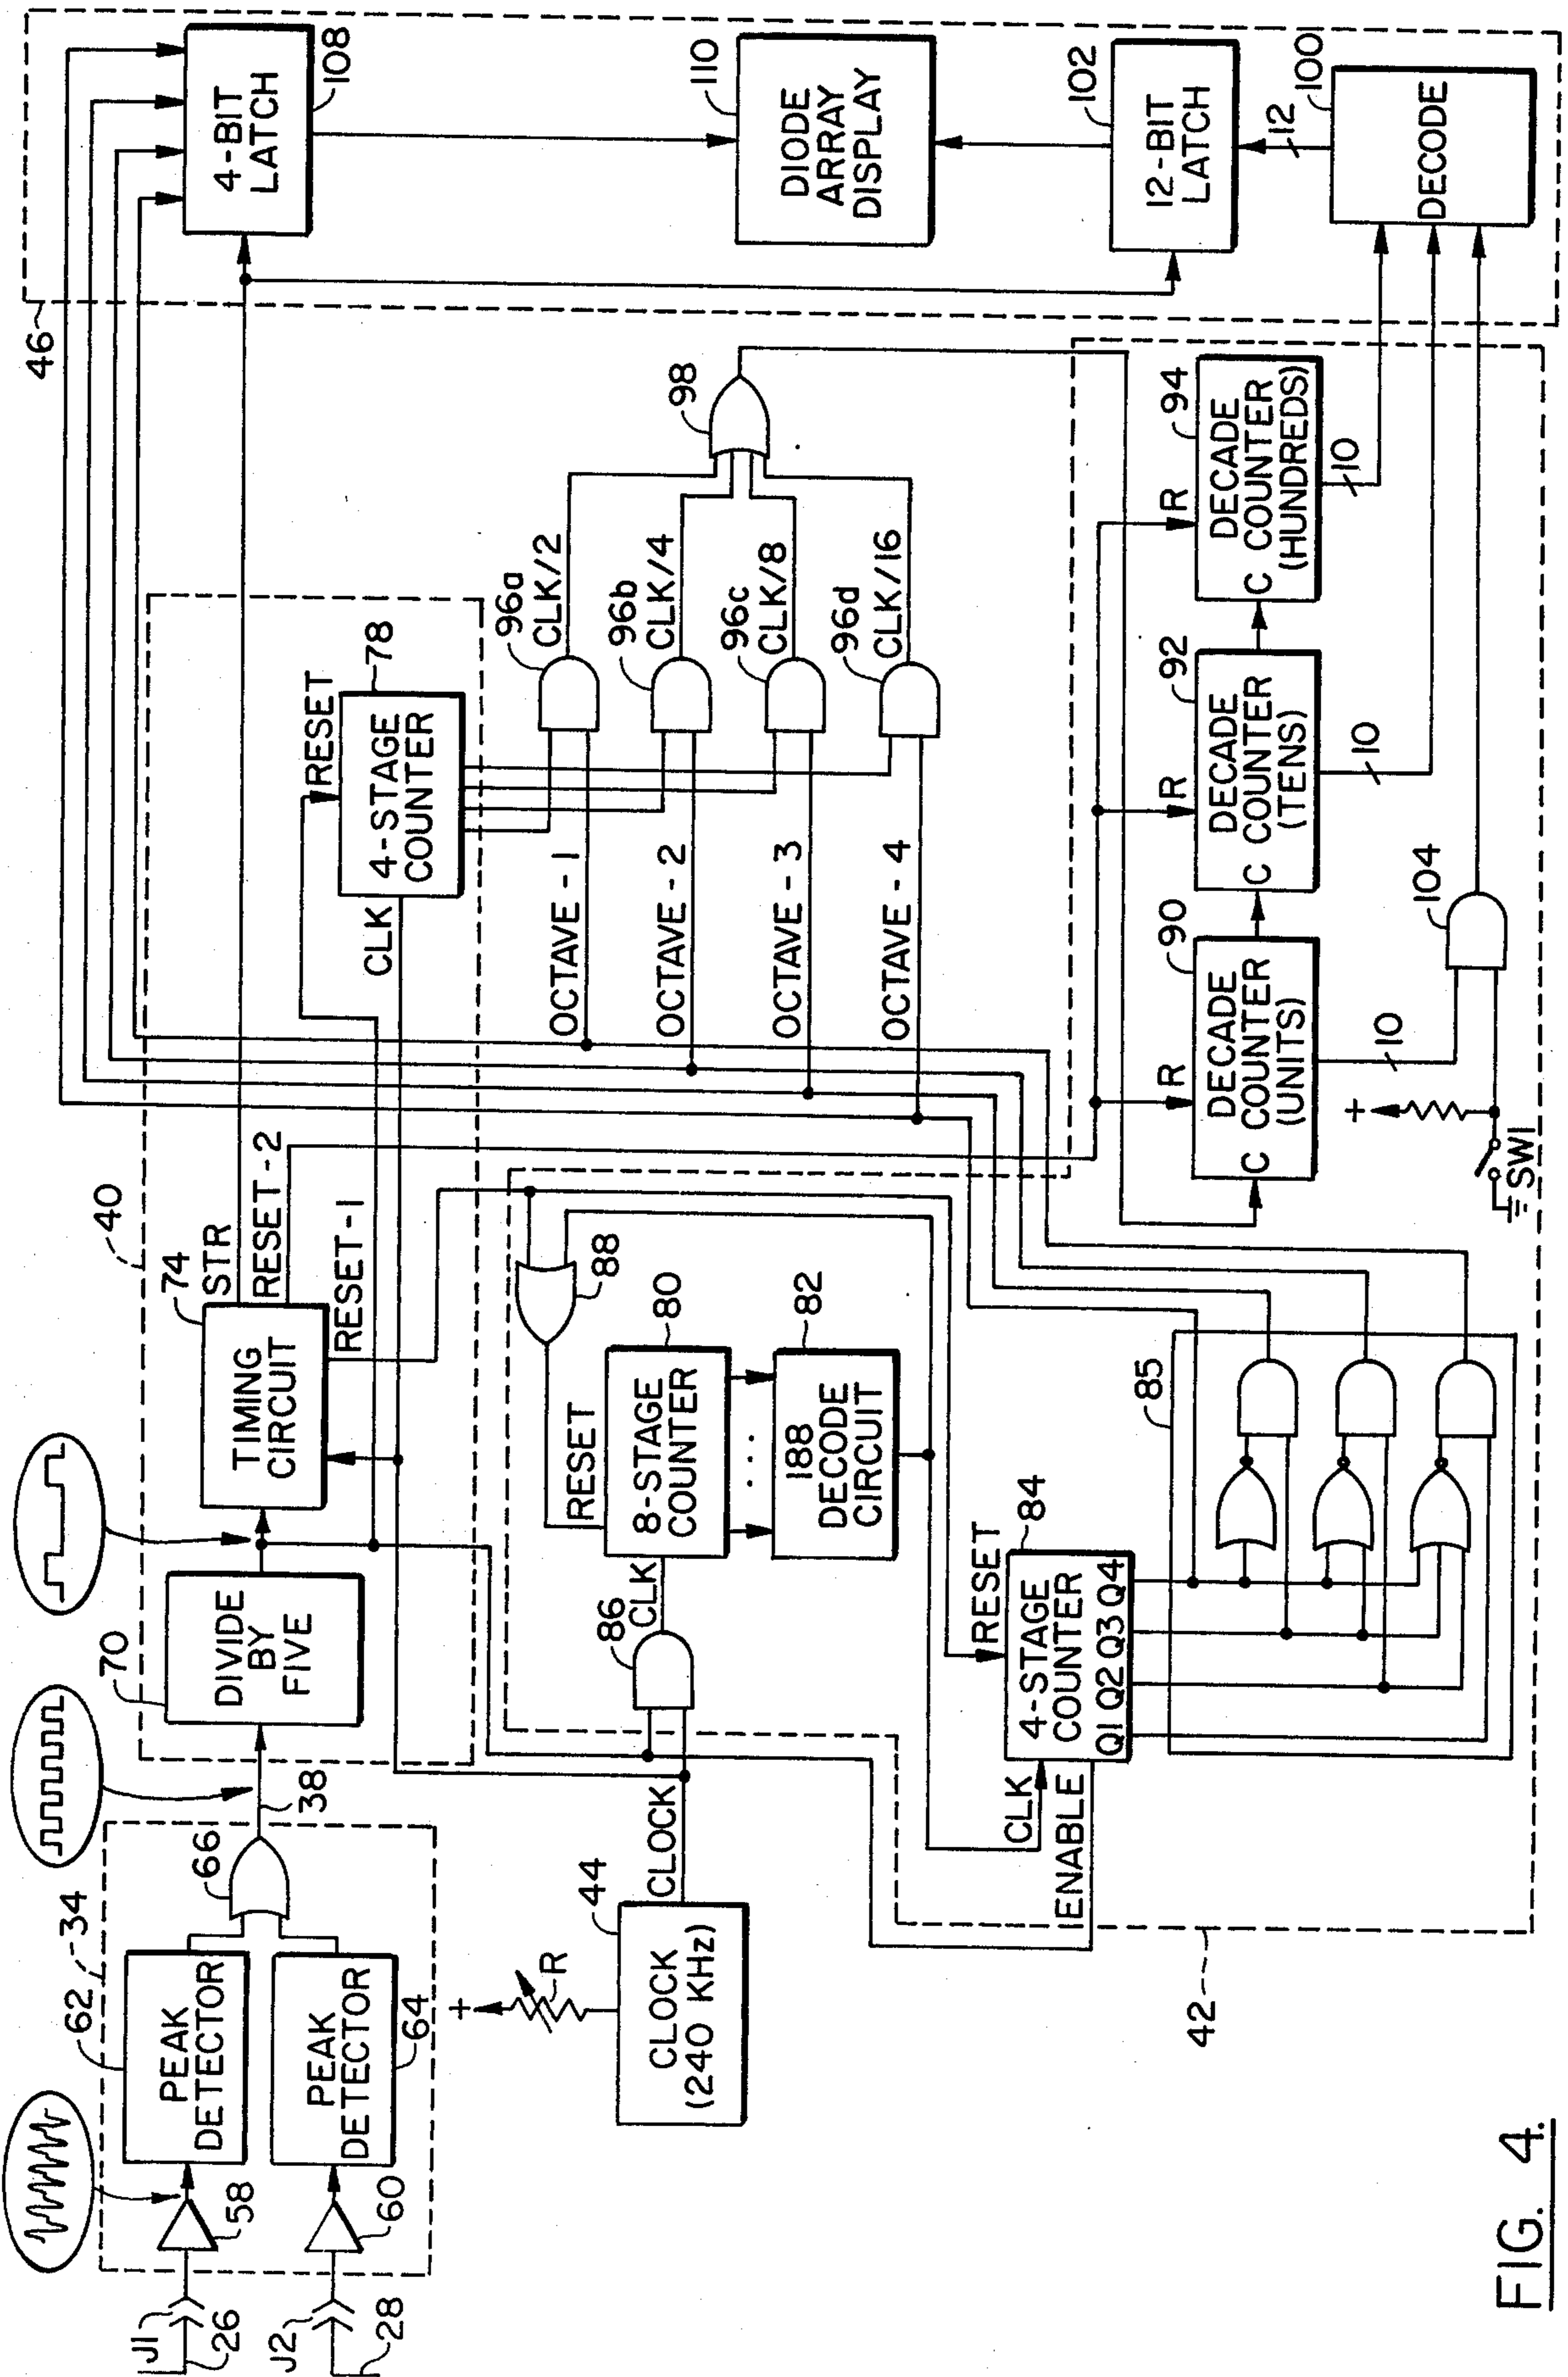 J1
26
J2
28
58
60
62
PEAK
DETECTOR
PEAK
DETECTOR
64
34
66
38
70
DIVIDE
BY
FIVE
40
74
TIMING
CIRCUIT
STR
RESET-2
RESET-1
CLK
RESET
78
4-STAGE
COUNTER
46
4-BIT
LATCH
108
DIODE
ARRAY
DISPLAY
110
12-BIT
LATCH
102
12
DECODE
100
+
R
44
CLOCK
(240 KHz)
CLOCK
86
CLK
RESET
88
8-STAGE
COUNTER
80
188
DECODE
CIRCUIT
82
OCTAVE-1
OCTAVE-2
OCTAVE-3
OCTAVE-4
96a
CLK/2
96b
CLK/4
96c
CLK/8
96d
CLK/16
98
42
CLK
ENABLE
RESET
84
4-STAGE
COUNTER
Q1 Q2 Q3 Q4
85
90
R
C
DECADE
COUNTER
(UNITS)
10
92
R
C
DECADE
COUNTER
(TENS)
10
94
R
C
DECADE
COUNTER
(HUNDREDS)
10
+
SW1
104
FIG. 4.